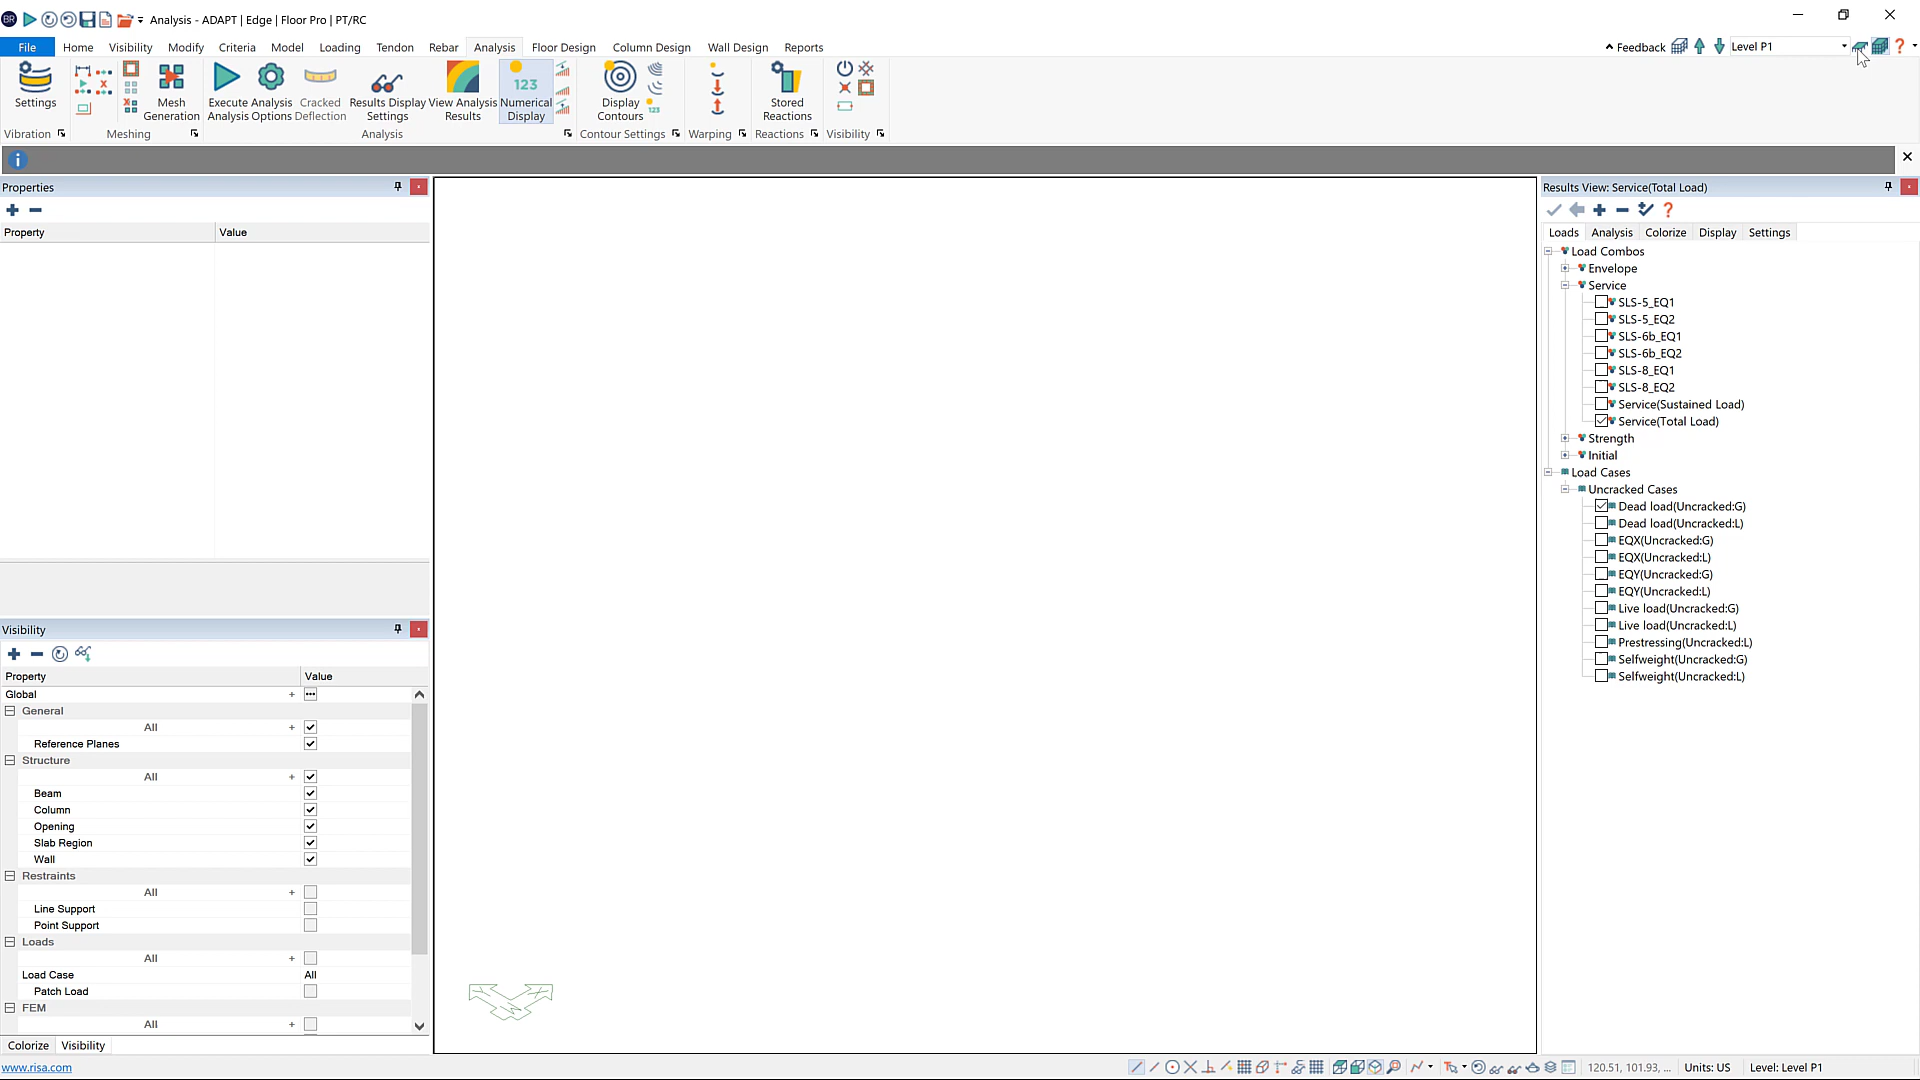 Analysis - ADAPT | Edge | Floor Pro | PT/RC
File Home Visibility Modify Criteria Model Loading Tendon Rebar Analysis Floor Design Column Design Wall Design Reports Feedback Level P1
Settings Mesh Generation Execute Analysis Analysis Options Cracked Deflection Results Display Settings View Analysis Results 123 Numerical Display Display Contours 123 Stored Reactions
Vibration Meshing Analysis Contour Settings Warping Reactions Visibility
Properties
Property Value
Visibility
Property Value
Global
General
All
Reference Planes
Structure
All
Beam
Column
Opening
Slab Region
Wall
Restraints
All
Line Support
Point Support
Loads
All
Load Case All
Patch Load
FEM
All
Colorize Visibility
Results View: Service(Total Load)
Loads Analysis Colorize Display Settings
Load Combos
Envelope
Service
SLS-5_EQ1
SLS-5_EQ2
SLS-6b_EQ1
SLS-6b_EQ2
SLS-8_EQ1
SLS-8_EQ2
Service(Sustained Load)
Service(Total Load)
Strength
Initial
Load Cases
Uncracked Cases
Dead load(Uncracked:G)
Dead load(Uncracked:L)
EQX(Uncracked:G)
EQX(Uncracked:L)
EQY(Uncracked:G)
EQY(Uncracked:L)
Live load(Uncracked:G)
Live load(Uncracked:L)
Prestressing(Uncracked:L)
Selfweight(Uncracked:G)
Selfweight(Uncracked:L)
www.risa.com 120.51, 101.93, ... Units: US Level: Level P1